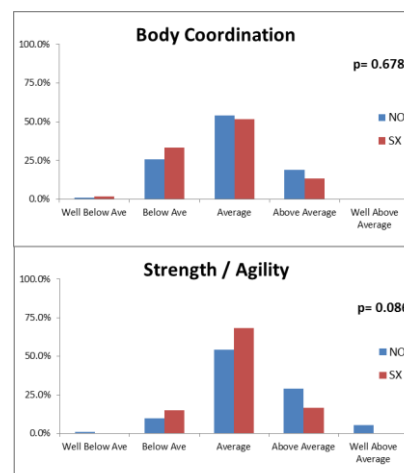 Body Coordination
100.0%
p= 0.678
75.0%
NO
50.0%
SX
25.0%
0.0%
Well Below Ave Below Ave Average Above Average Well Above
Average
Strength / Agility
100.0%
p= 0.086
75.0%
NO
50.0%
SX
25.0%
0.0%
Well Below Ave Below Ave Average Above Average Well Above
Average